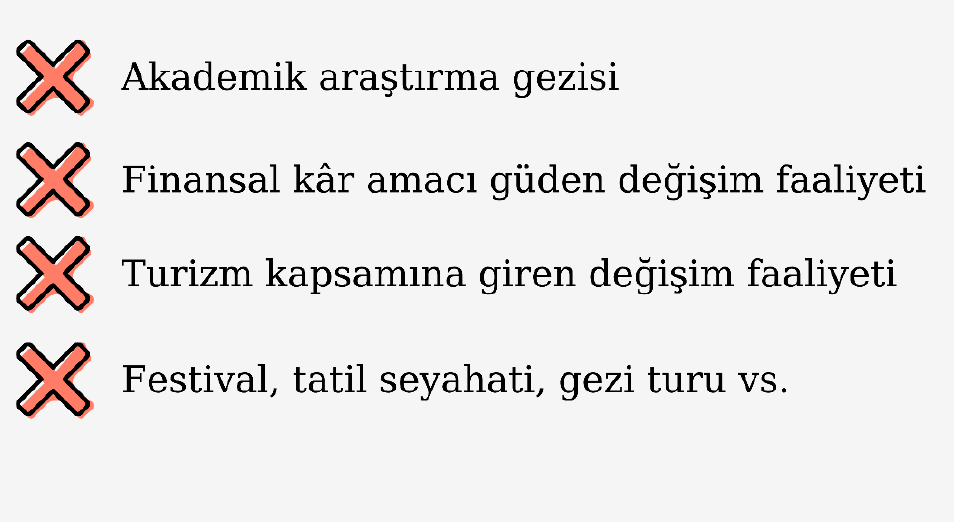 Akademik araştırma gezisi
Finansal kâr amacı güden değişim faaliyeti
Turizm kapsamına giren değişim faaliyeti
Festival, tatil seyahati, gezi turu vs.